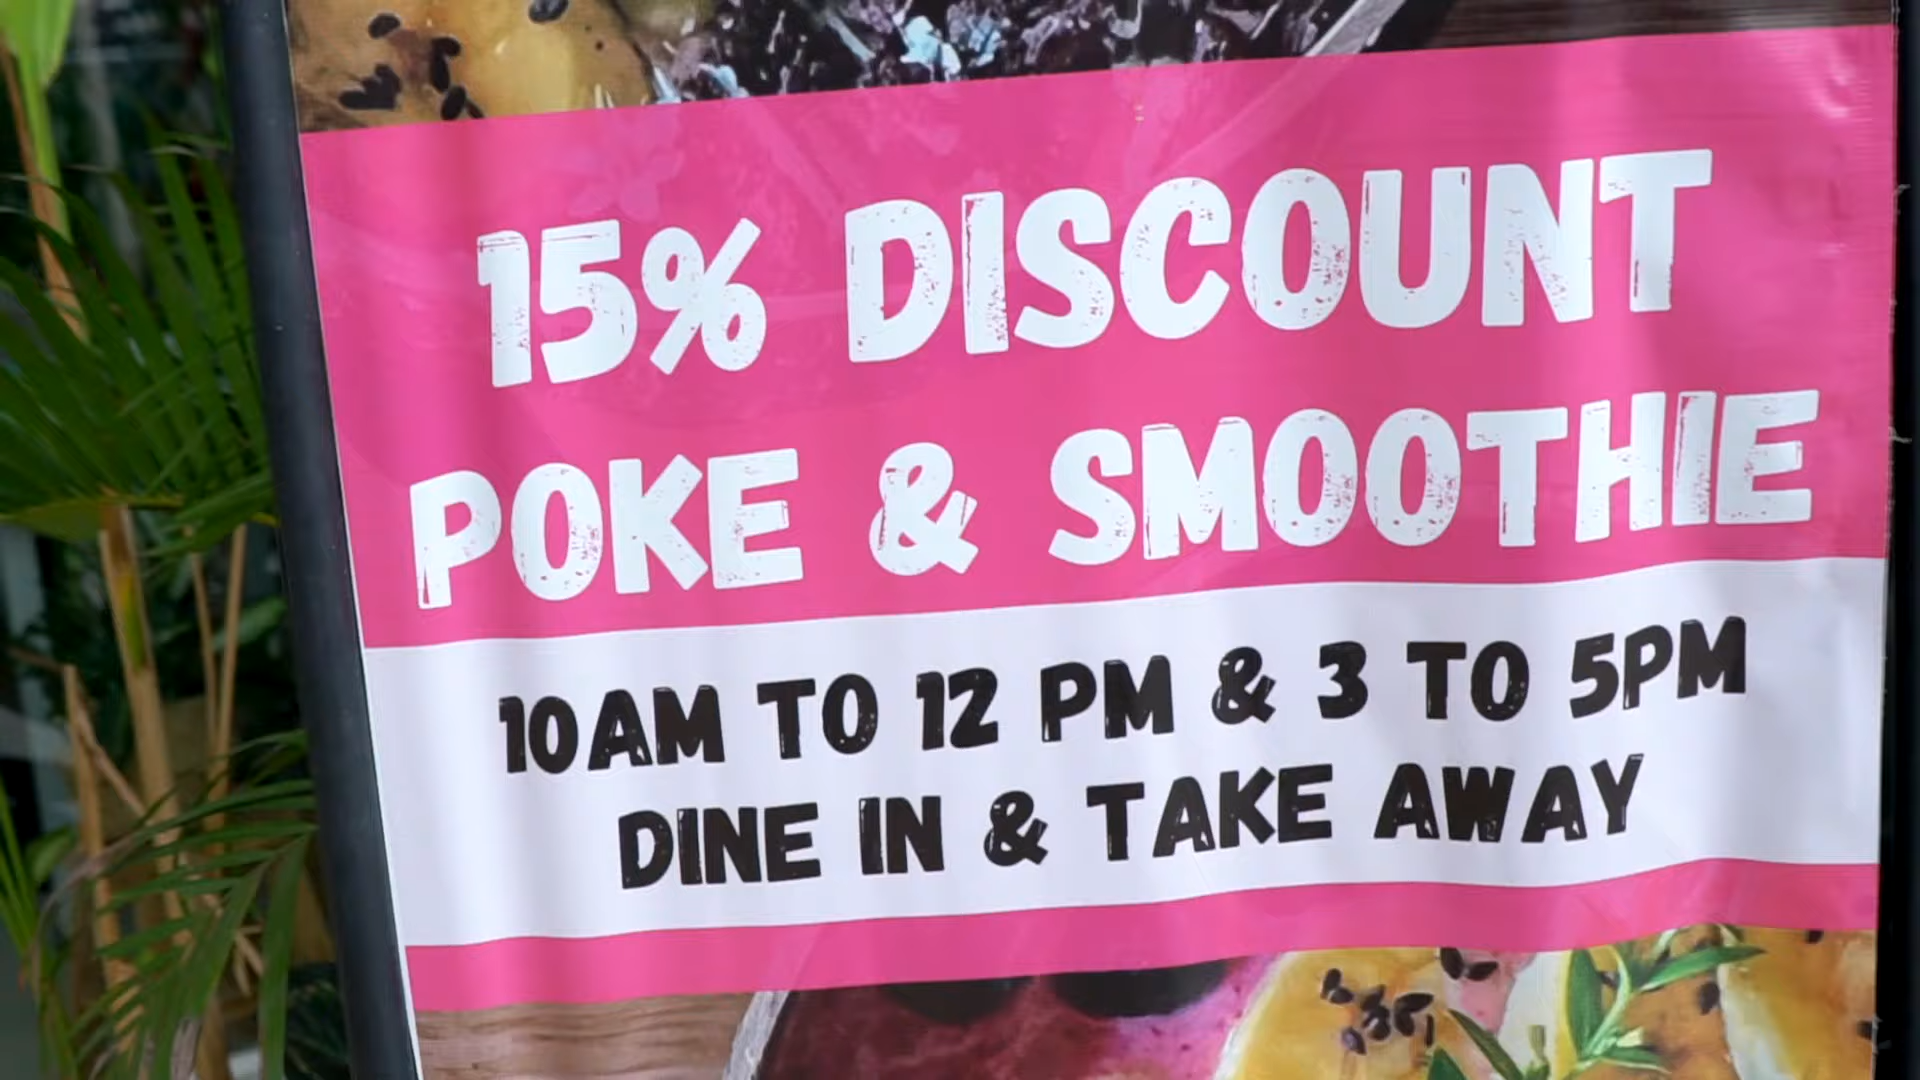 15% DISCOUNT
POKE & SMOOTHIE
10AM TO 12 PM & 3 TO 5PM
DINE IN & TAKE AWAY